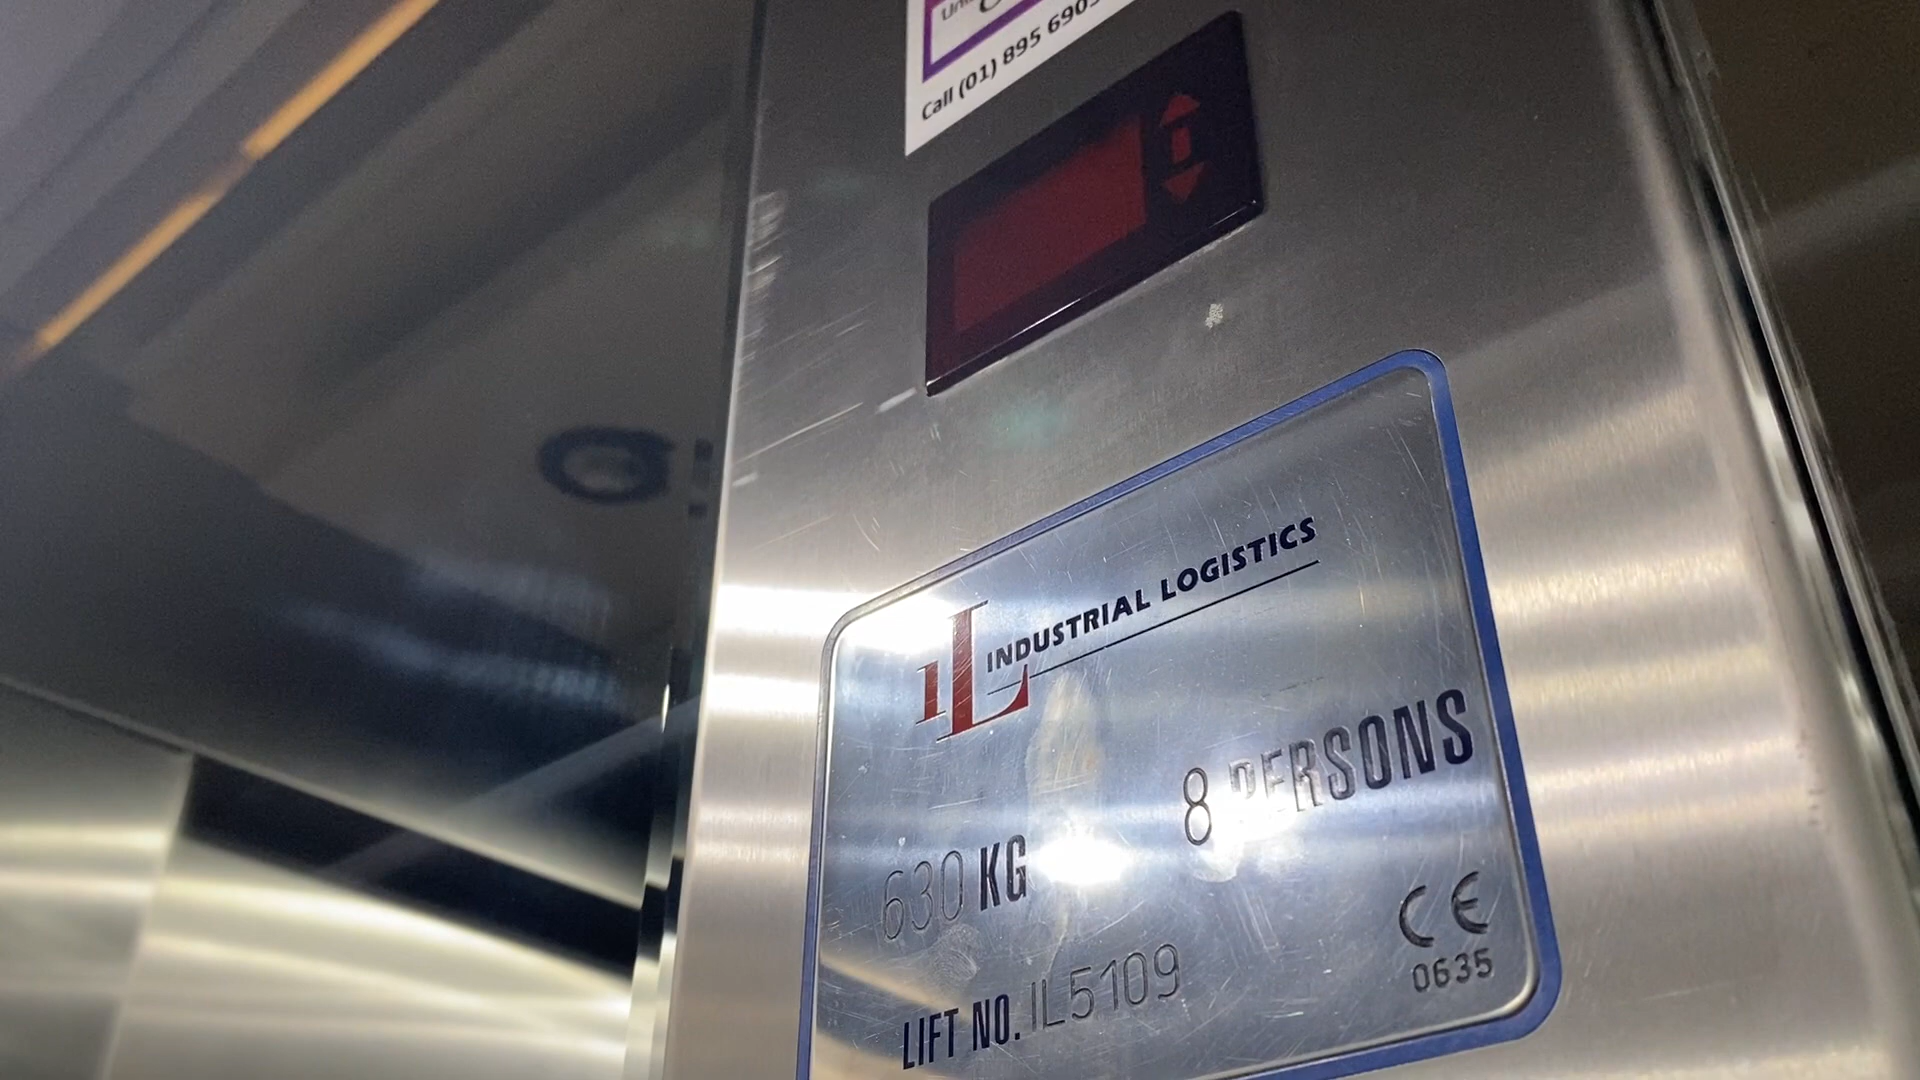 Call (01) 895 690
IL INDUSTRIAL LOGISTICS
8 PERSONS
630 KG
LIFT NO. IL5109
CE
0635